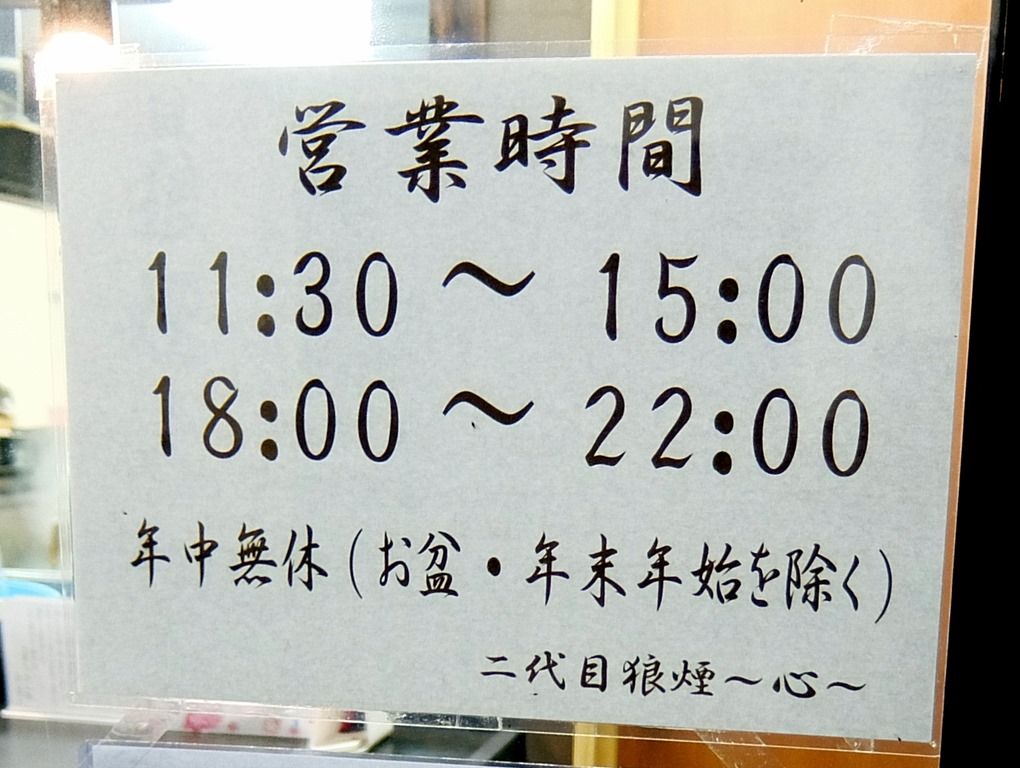 営業時間
11:30 ～ 15:00
18:00 ～ 22:00
年中無休(お盆・年末年始を除く)
二代目狼煙～心～